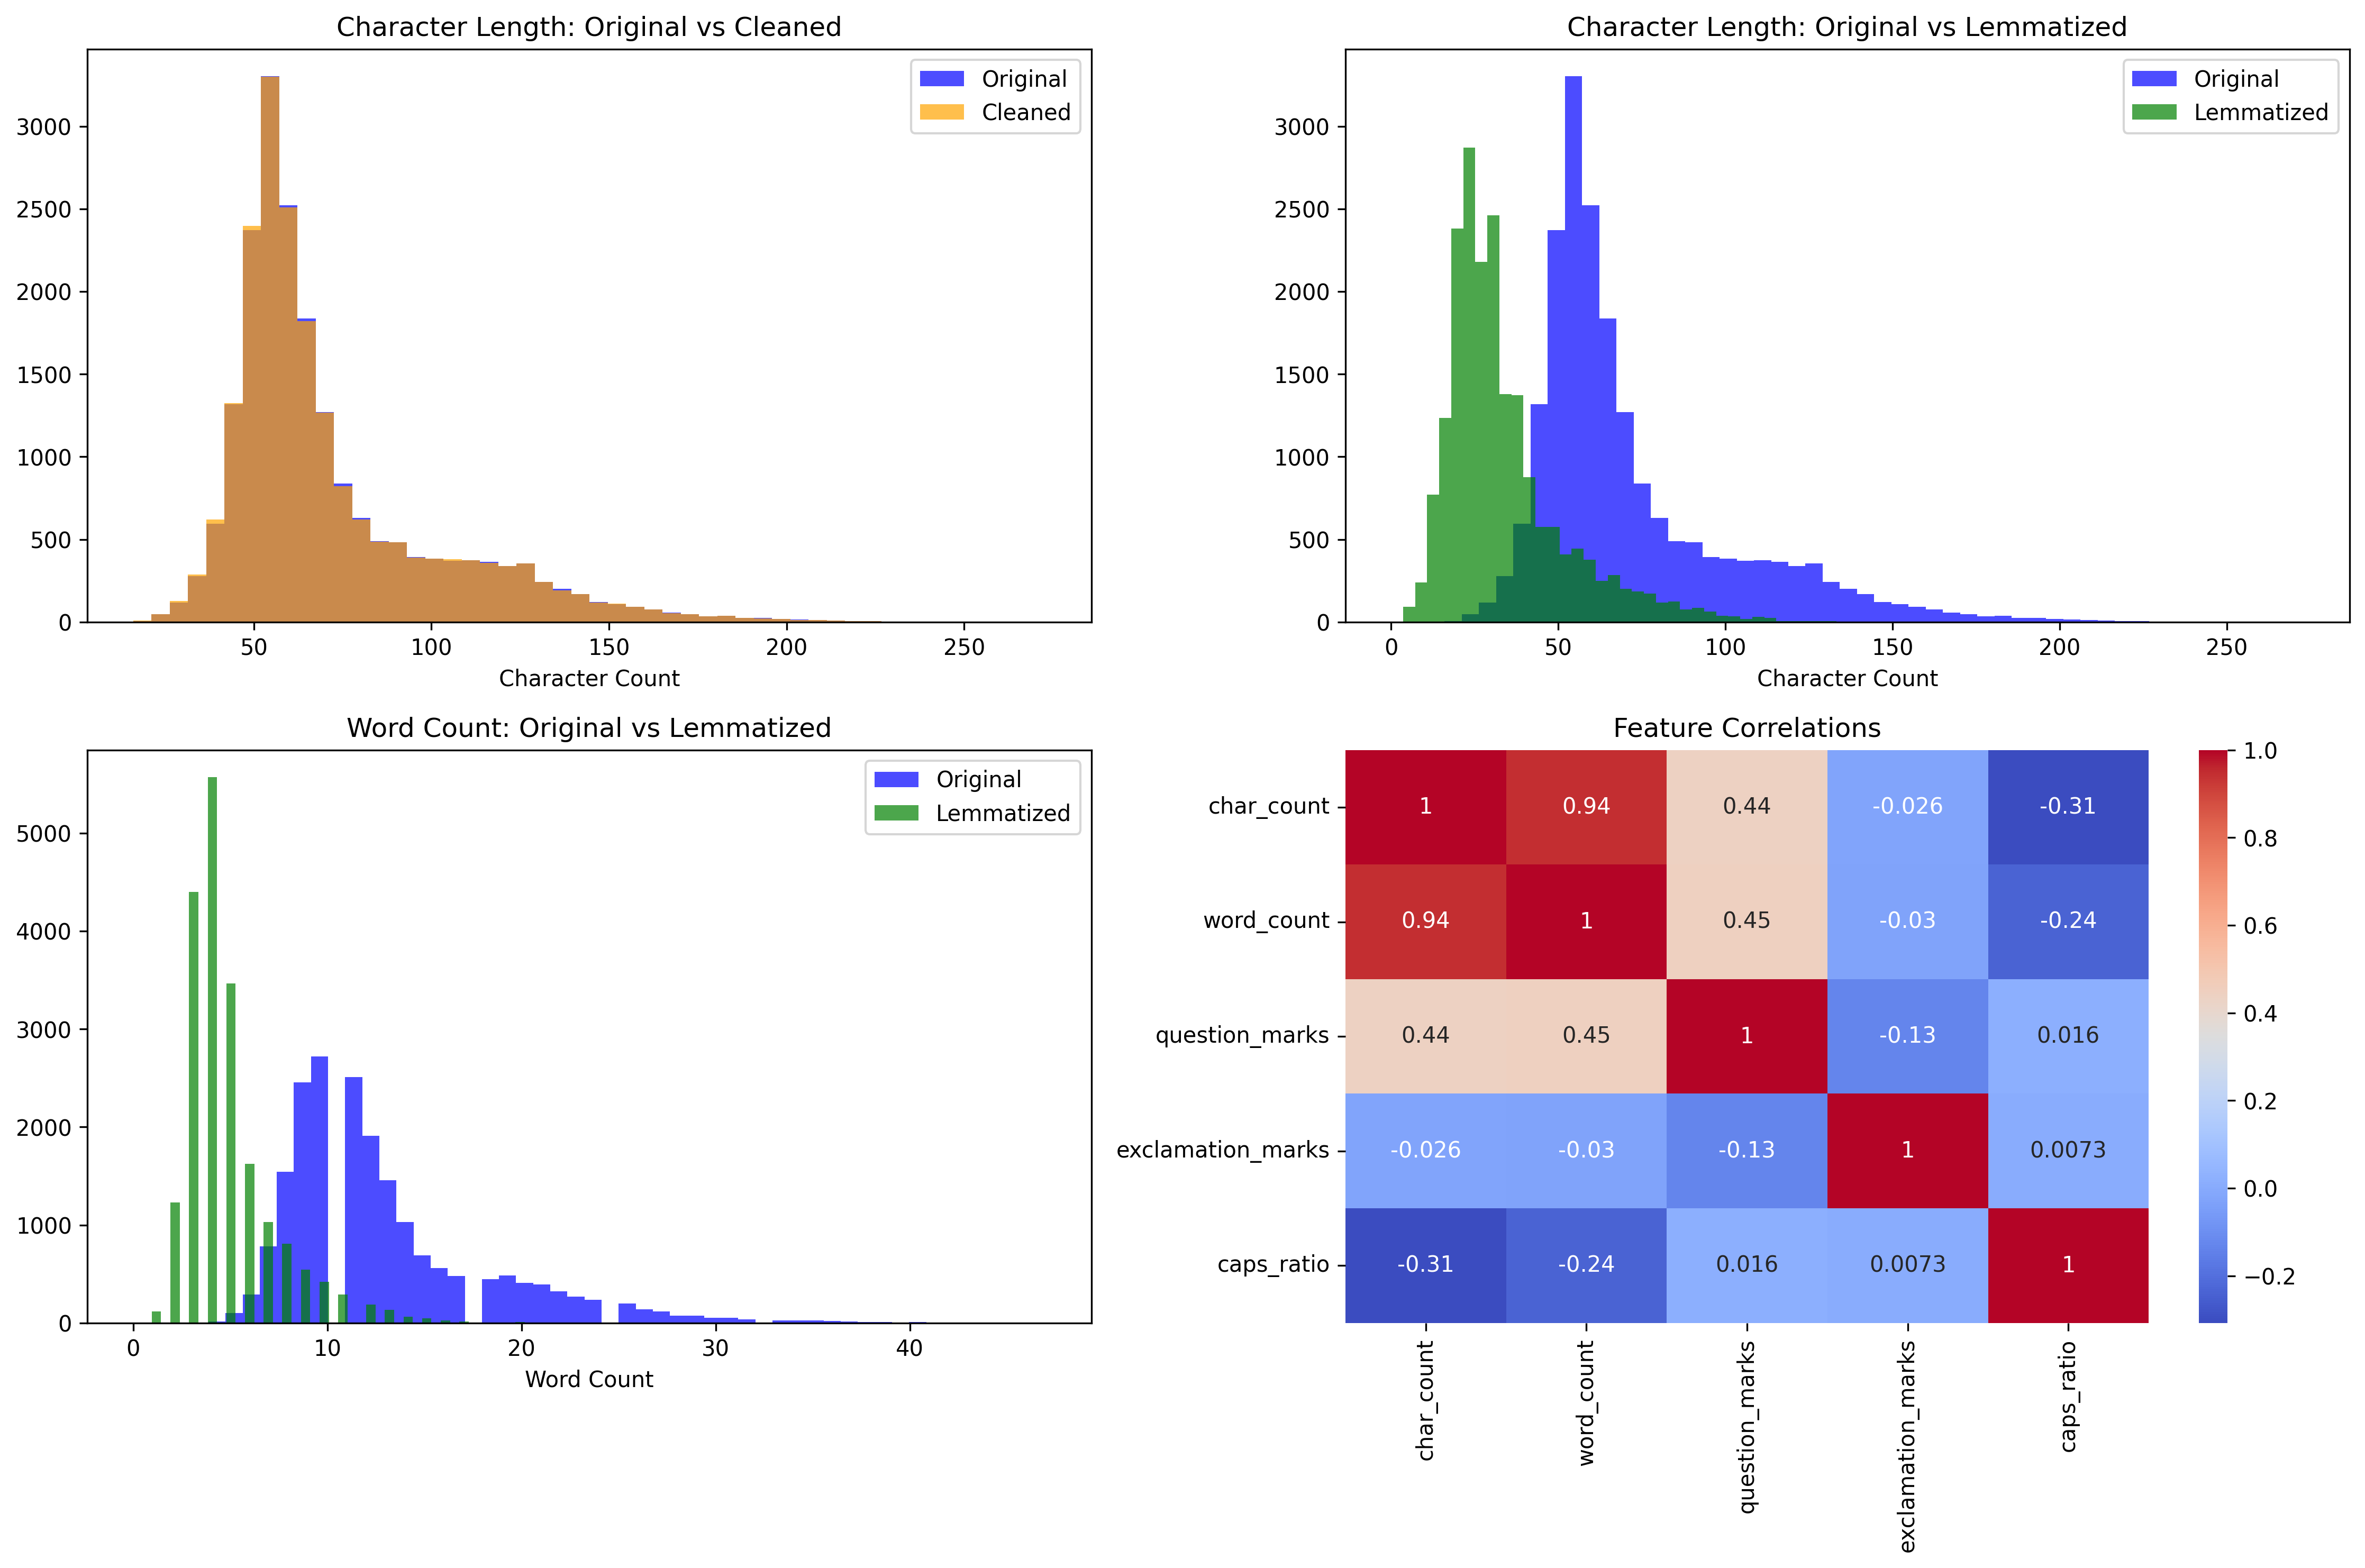 Character Length: Original vs Cleaned
Original
Cleaned
3000
2500
2000
1500
1000
500
0
50 100 150 200 250
Character Count
Character Length: Original vs Lemmatized
Original
Lemmatized
3000
2500
2000
1500
1000
500
0
0 50 100 150 200 250
Character Count
Word Count: Original vs Lemmatized
Original
Lemmatized
5000
4000
3000
2000
1000
0
0 10 20 30 40
Word Count
Feature Correlations
char_count 1 0.94 0.44 -0.026 -0.31
word_count 0.94 1 0.45 -0.03 -0.24
question_marks 0.44 0.45 1 -0.13 0.016
exclamation_marks -0.026 -0.03 -0.13 1 0.0073
caps_ratio -0.31 -0.24 0.016 0.0073 1
char_count
word_count
question_marks
exclamation_marks
caps_ratio
1.0
0.8
0.6
0.4
0.2
0.0
−0.2